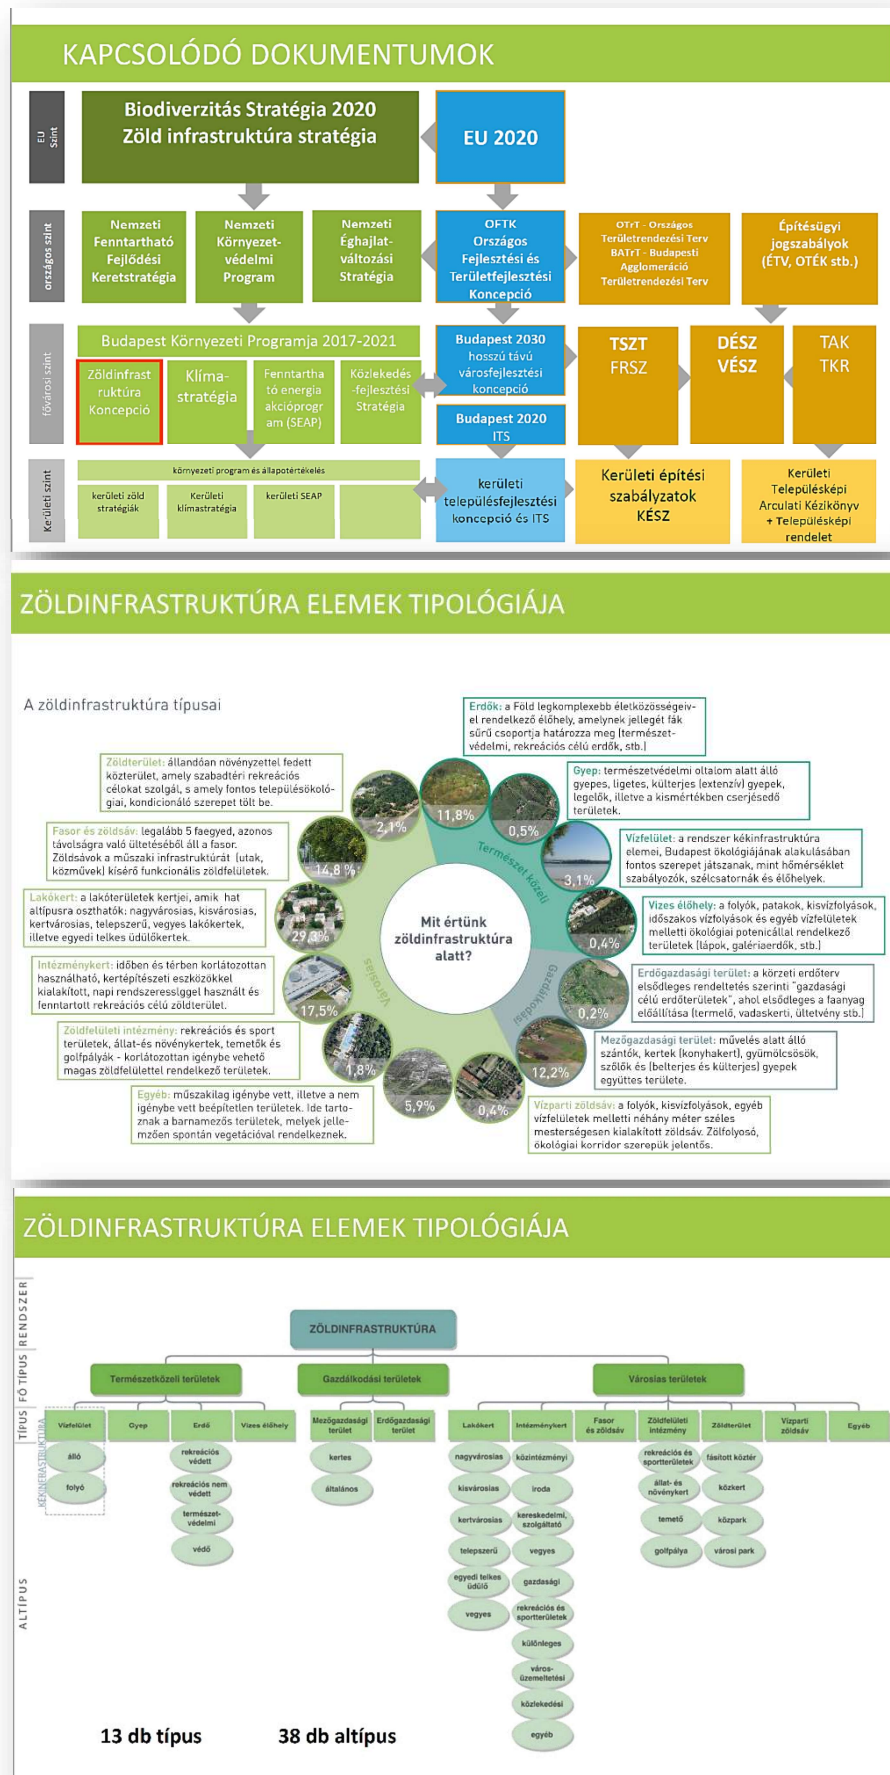 KAPCSOLÓDÓ DOKUMENTUMOK
EU
Szint
Biodiverzitás Stratégia 2020
Zöld infrastruktúra stratégia
EU 2020
országos szint
Nemzeti
Fenntartható
Fejlődési
Keretstratégia
Nemzeti
Környezet-
védelmi
Program
Nemzeti
Éghajlat-
változási
Stratégia
OFTK
Országos
Fejlesztési és
Területfejlesztési
Koncepció
OTrT - Országos
Területrendezési Terv
BATrT - Budapesti
Agglomeráció
Területrendezési Terv
Építésügyi
jogszabályok
(ÉTV, OTÉK stb.)
fővárosi szint
Budapest Környezeti Programja 2017-2021
Zöldinfrast
ruktúra
Koncepció
Klíma-
stratégia
Fenntartha
tó energia
akcióprogr
am (SEAP)
Közlekedés
-fejlesztési
Stratégia
Budapest 2030
hosszú távú
városfejlesztési
koncepció
Budapest 2020
ITS
TSZT
FRSZ
DÉSZ
VÉSZ
TAK
TKR
Kerületi szint
környezeti program és állapotértékelés
kerületi zöld
stratégiák
Kerületi
klímastratégia
kerületi SEAP
kerületi
településfejlesztési
koncepció és ITS
Kerületi építési
szabályzatok
KÉSZ
Kerületi
Településképi
Arculati Kézikönyv
+ Településképi
rendelet
ZÖLDINFRASTRUKTÚRA ELEMEK TIPOLÓGIÁJA
A zöldinfrastruktúra típusai
Erdők: a Föld legkomplexebb életközösségeiv-
el rendelkező élőhely, amelynek jellegét fák
sűrű csoportja határozza meg (természet-
védelmi, rekreációs célú erdők, stb.)
Zöldterület: állandóan növényzettel fedett
közterület, amely szabadtéri rekreációs
célokat szolgál, s amely fontos településökoló-
giai, kondicionáló szerepet tölt be.
Gyep: természetvédelmi oltalom alatt álló
gyepes, ligetes, külterjes (extenzív) gyepek,
legelők, illetve a kismértékben cserjésedő
területek.
Fasor és zöldsáv: legalább 5 faegyed, azonos
távolságra való ültetéséből áll a fasor.
Zöldsávok a műszaki infrastruktúrát (utak,
közművek) kísérő funkcionális zöldfelületek.
Vízfelület: a rendszer kékinfrastruktúra
elemei, Budapest ökológiájának alakulásában
fontos szerepet játszanak, mint hőmérséklet
szabályozók, szélcsatornák és élőhelyek.
Lakókert: a lakóterületek kertjei, amik hat
altípusra oszthatók: nagyvárosias, kisvárosias,
kertvárosias, telepszerű, vegyes lakókertek,
illetve egyedi telkes üdülőkertek.
Vizes élőhely: a folyók, patakok, kisvízfolyások,
időszakos vízfolyások és egyéb vízfelületek
melletti ökológiai potenicállal rendelkező
területek (lápok, galériaerdők, stb.)
Intézménykert: időben és térben korlátozottan
használható, kertépítészeti eszközökkel
kialakított, napi rendszerességgel használt és
fenntartott rekreációs célú zöldterület.
Erdőgazdasági terület: a körzeti erdőterv
elsődleges rendeltetés szerinti "gazdasági
célú erdőterületek", ahol elsődleges a faanyag
előállítása (termelő, vadaskerti, ültetvény stb.)
Zöldfelületi intézmény: rekreációs és sport
területek, állat-és növénykertek, temetők és
golfpályák - korlátozottan igénybe vehető
magas zöldfelülettel rendelkező területek.
Mezőgazdasági terület: művelés alatt álló
szántók, kertek (konyhakert), gyümölcsösök,
szőlők és (belterjes és külterjes) gyepek
együttes területe.
Egyéb: műszakilag igénybe vett, illetve a nem
igénybe vett beépítetlen területek. Ide tarto-
znak a barnamezős területek, melyek jelle-
mzően spontán vegetációval rendelkeznek.
Vízparti zöldsáv: a folyók, kisvízfolyások, egyéb
vízfelületek melletti néhány méter széles
mesterségesen kialakított zöldsáv. Zölfolyosó,
ökológiai korridor szerepük jelentős.
2,1%
11,8%
0,5%
3,1%
0,4%
0,2%
12,2%
0,4%
5,9%
1,8%
17,5%
29,3%
14,8 %
Természet közeli
Gazdálkodási
Városias
Mit értünk
zöldinfrastruktúra
alatt?
ZÖLDINFRASTRUKTÚRA ELEMEK TIPOLÓGIÁJA
RENDSZER
ZÖLDINFRASTRUKTÚRA
FŐ TÍPUS
Természetközeli területek
Gazdálkodási területek
Városias területek
TÍPUS
Vízfelület
Gyep
Erdő
Vizes élőhely
Mezőgazdasági
terület
Erdőgazdasági
terület
Lakókert
Intézménykert
Fasor
és zöldsáv
Zöldfelületi
intézmény
Zöldterület
Vízparti
zöldsáv
Egyéb
KÉKINFRASTRUKTÚRA
ALTÍPUS
álló
folyó
rekreációs
védett
rekreációs nem
védett
természet-
védelmi
védő
kertes
általános
nagyvárosias
kisvárosias
kertvárosias
telepszerű
egyedi telkes
üdülő
vegyes
közintézményi
iroda
kereskedelmi,
szolgáltató
vegyes
gazdasági
rekreációs és
sportterületek
különleges
város-
üzemeltetési
közlekedési
egyéb
rekreációs és
sportterületek
állat- és
növénykert
temető
golfpálya
fásított köztér
közkert
közpark
városi park
13 db típus
38 db altípus